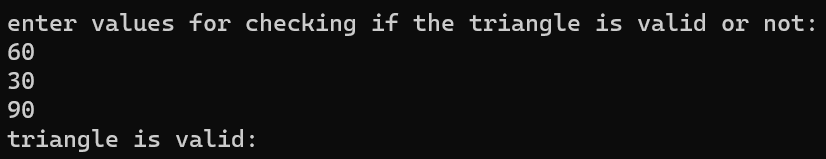 enter values for checking if the triangle is valid or not:
60
30
90
triangle is valid: